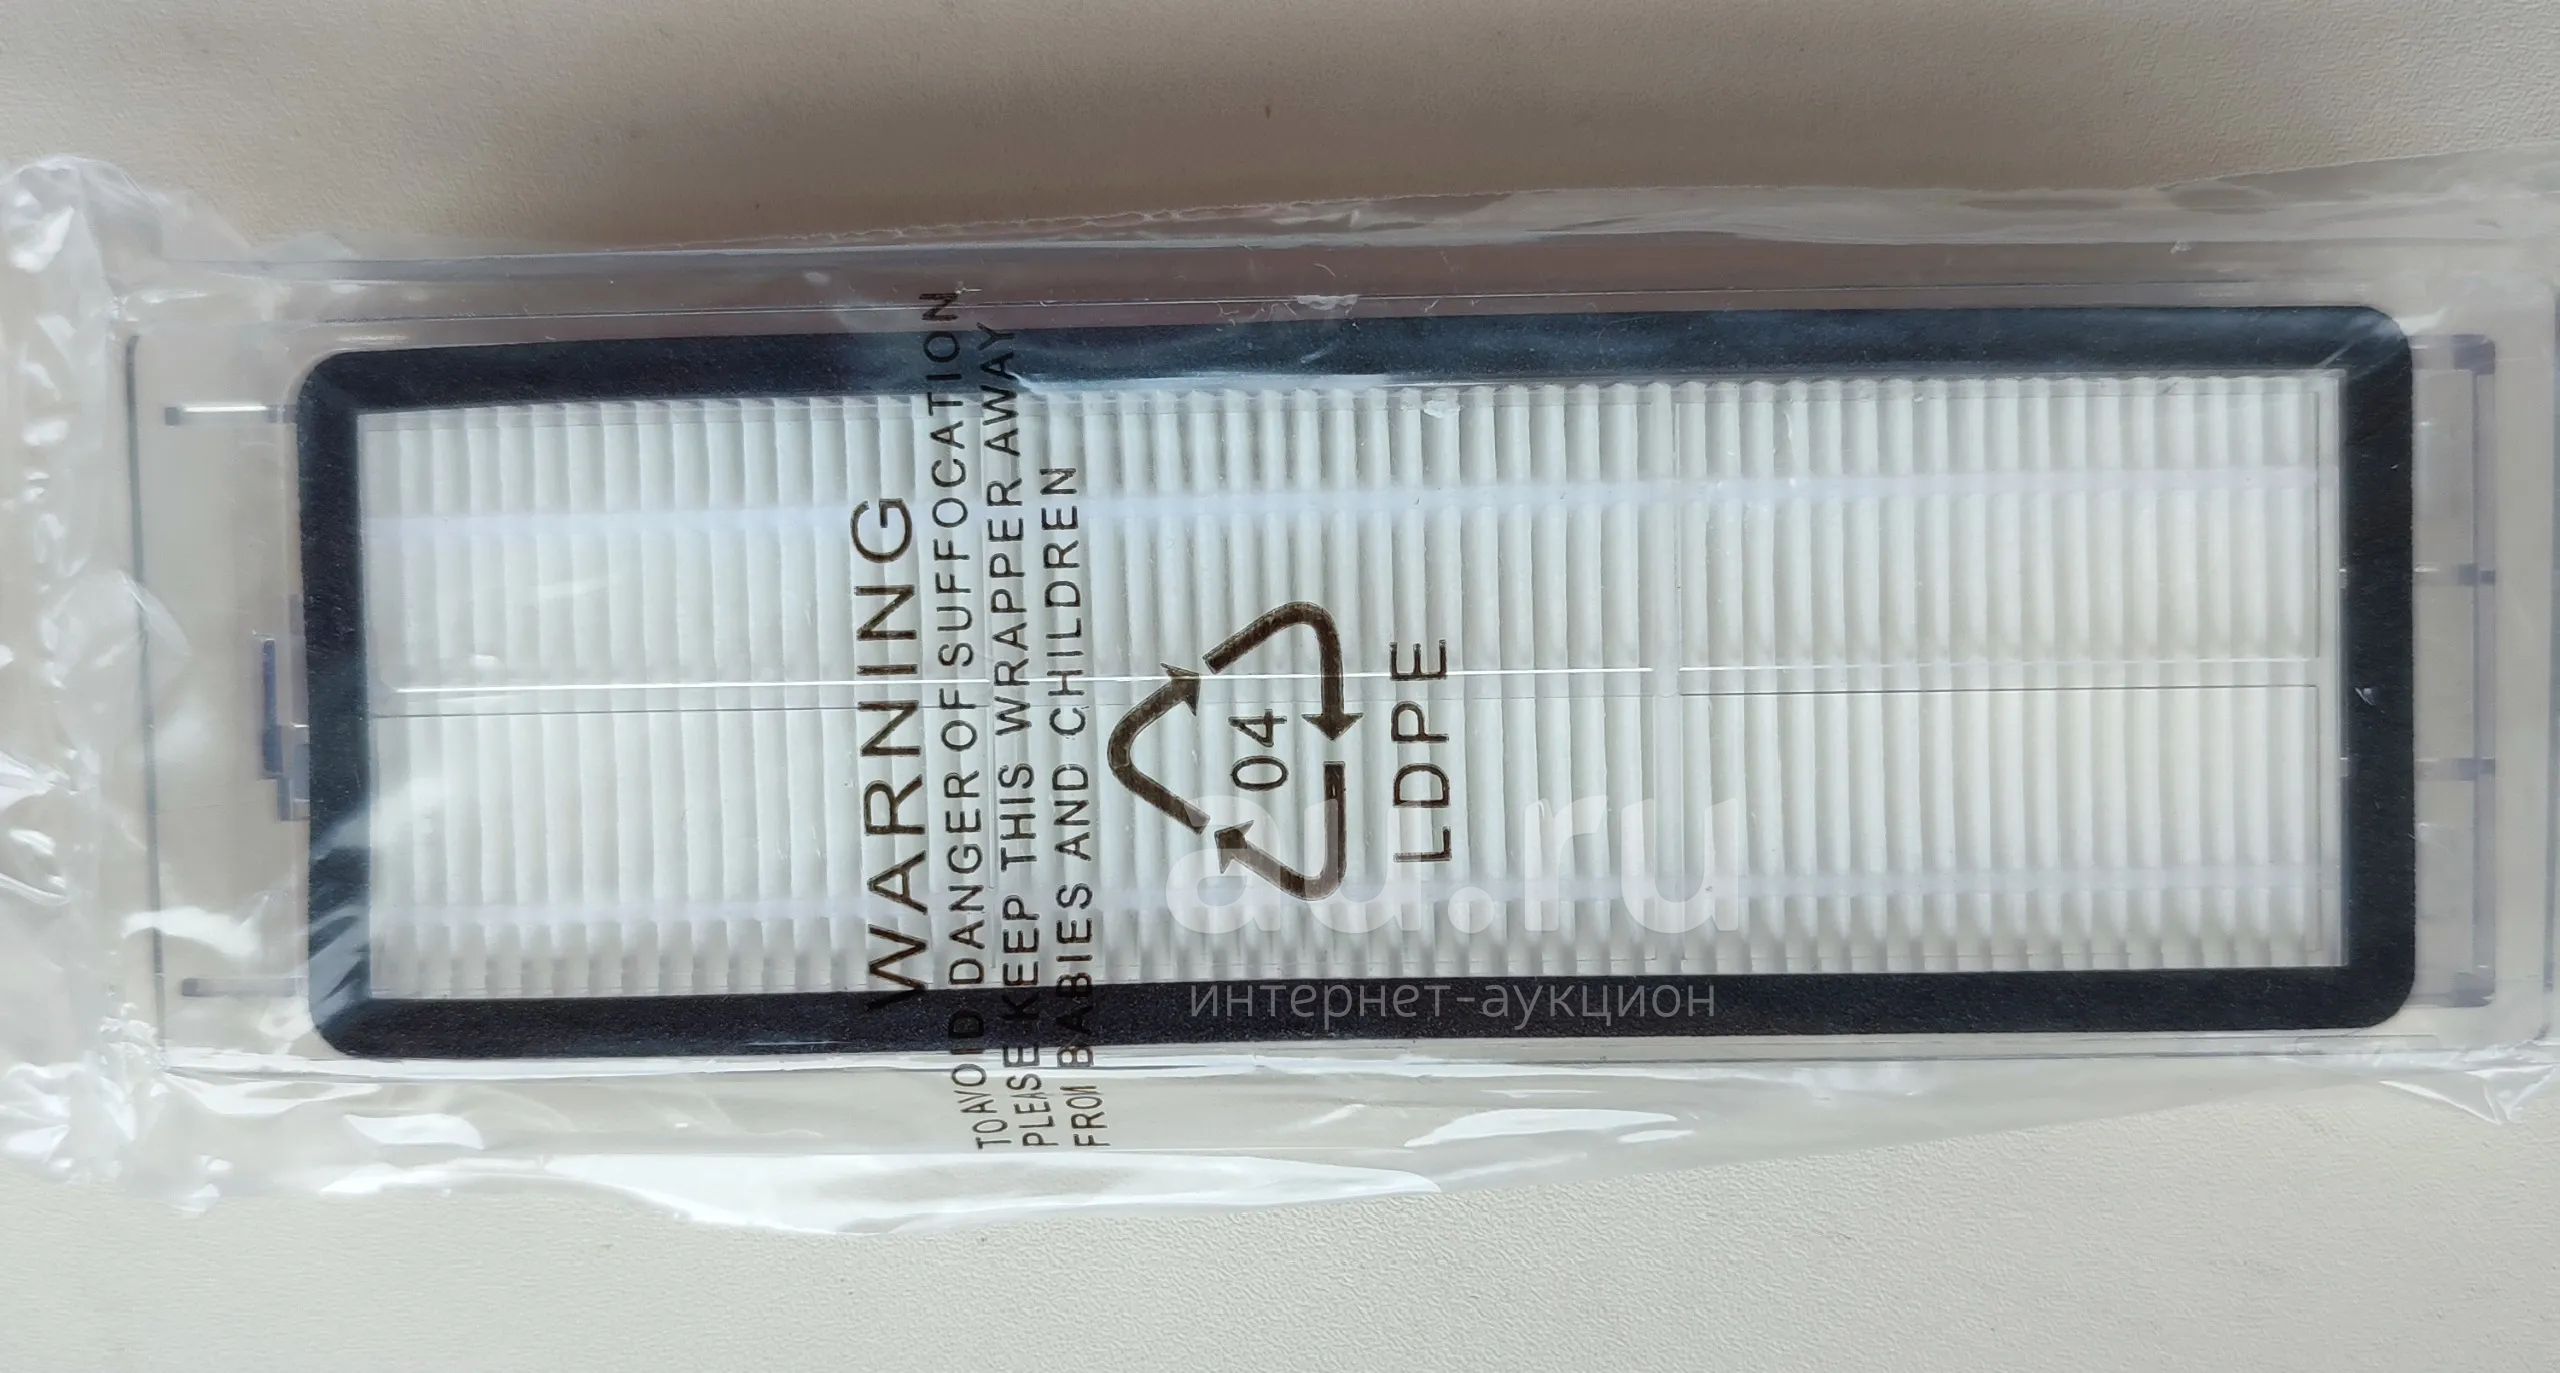 WARNING
TO AVOID DANGER OF SUFFOCATION
PLEASE KEEP THIS WRAPPER AWAY
FROM BABIES AND CHILDREN
04
LDPE
au.ru
интернет-аукцион